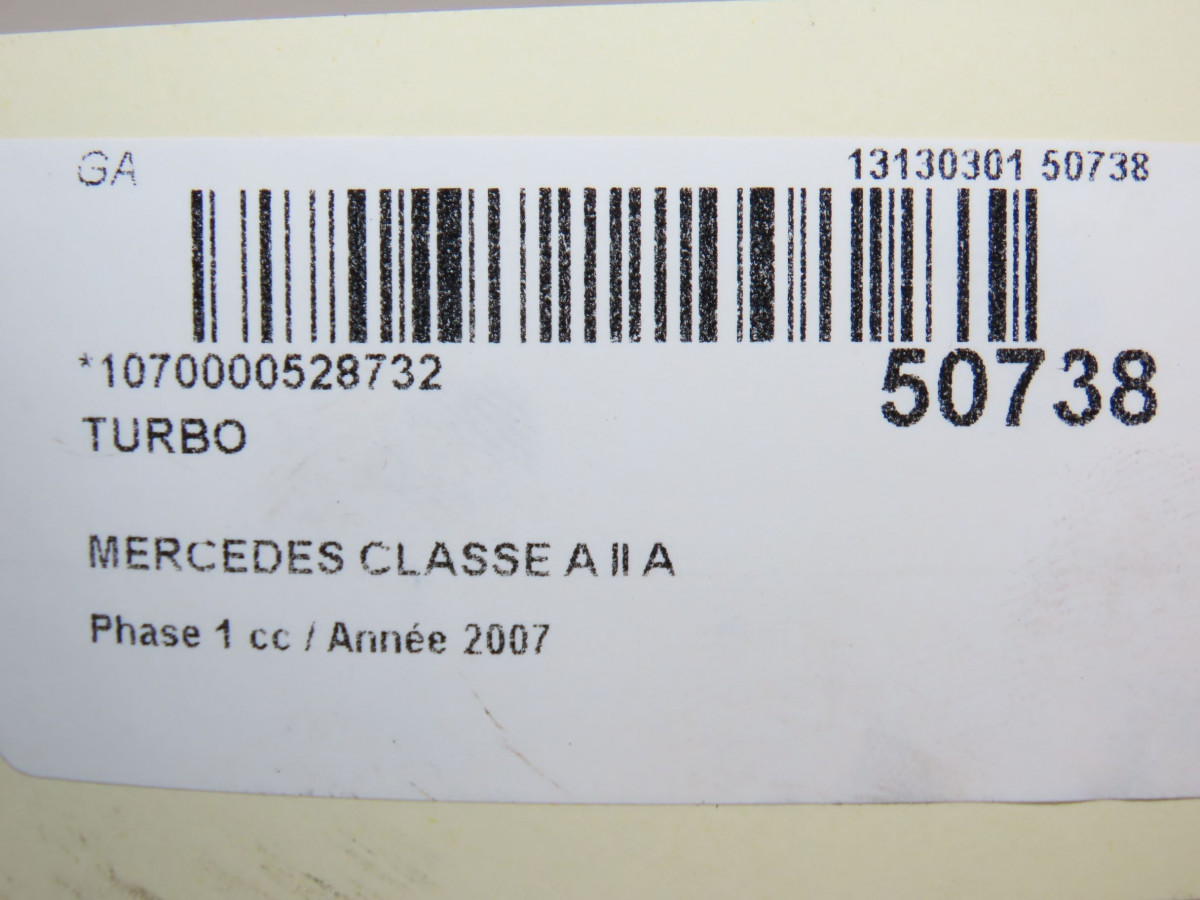 GA 13130301 50738
*1070000528732 50738
TURBO
MERCEDES CLASSE A II A
Phase 1 cc / Année 2007